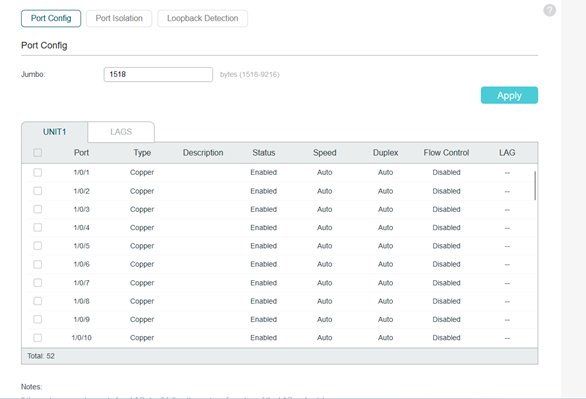 Port Config Port Isolation Loopback Detection
?
Port Config
Jumbo: 1518 bytes (1518-9216)
Apply
UNIT1 LAGS
Port Type Description Status Speed Duplex Flow Control LAG
1/0/1 Copper Enabled Auto Auto Disabled --
1/0/2 Copper Enabled Auto Auto Disabled --
1/0/3 Copper Enabled Auto Auto Disabled --
1/0/4 Copper Enabled Auto Auto Disabled --
1/0/5 Copper Enabled Auto Auto Disabled --
1/0/6 Copper Enabled Auto Auto Disabled --
1/0/7 Copper Enabled Auto Auto Disabled --
1/0/8 Copper Enabled Auto Auto Disabled --
1/0/9 Copper Enabled Auto Auto Disabled --
1/0/10 Copper Enabled Auto Auto Disabled --
Total: 52
Notes: